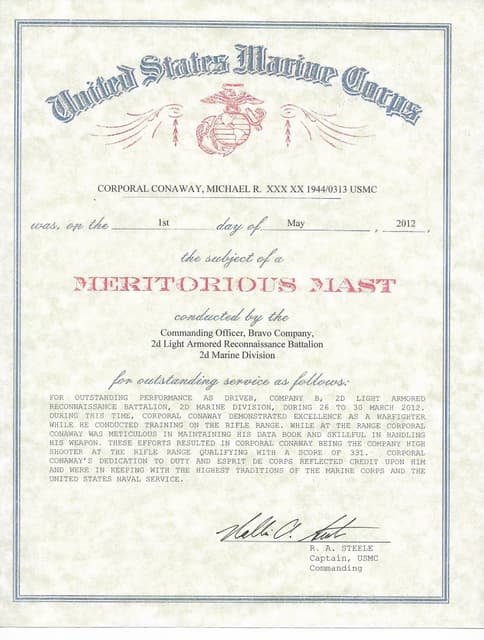 United States Marine Corps
CORPORAL CONAWAY, MICHAEL R. XXX XX 1944/0313 USMC
was, on the 1st day of May, 2012,
the subject of a
MERITORIOUS MAST
conducted by the
Commanding Officer, Bravo Company,
2d Light Armored Reconnaissance Battalion
2d Marine Division
for outstanding service as follows:
FOR OUTSTANDING PERFORMANCE AS DRIVER, COMPANY B, 2D LIGHT ARMORED
RECONNAISSANCE BATTALION, 2D MARINE DIVISION, DURING 26 TO 30 MARCH 2012.
DURING THIS TIME, CORPORAL CONAWAY DEMONSTRATED EXCELLENCE AS A WARFIGHTER
WHILE HE CONDUCTED TRAINING ON THE RIFLE RANGE. WHILE AT THE RANGE CORPORAL
CONAWAY WAS METICULOUS IN MAINTAINING HIS DATA BOOK AND SKILLFUL IN HANDLING
HIS WEAPON. THESE EFFORTS RESULTED IN CORPORAL CONAWAY BEING THE COMPANY HIGH
SHOOTER AT THE RIFLE RANGE QUALIFYING WITH A SCORE OF 331. CORPORAL
CONAWAY'S DEDICATION TO DUTY AND ESPRIT DE CORPS REFLECTED CREDIT UPON HIM
AND WERE IN KEEPING WITH THE HIGHEST TRADITIONS OF THE MARINE CORPS AND THE
UNITED STATES NAVAL SERVICE.
R. A. STEELE
Captain, USMC
Commanding